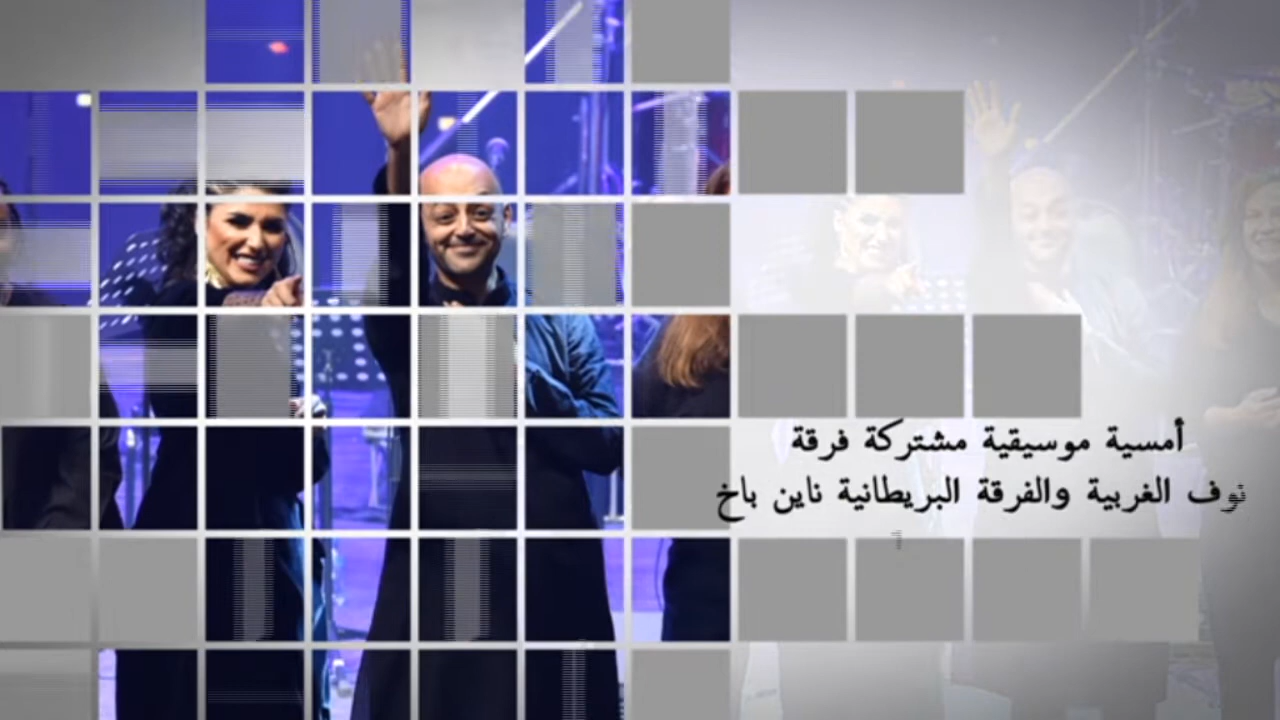 أمسية موسيقية مشتركة فرقة
نوف الغربية والفرقة البريطانية ناين باخ